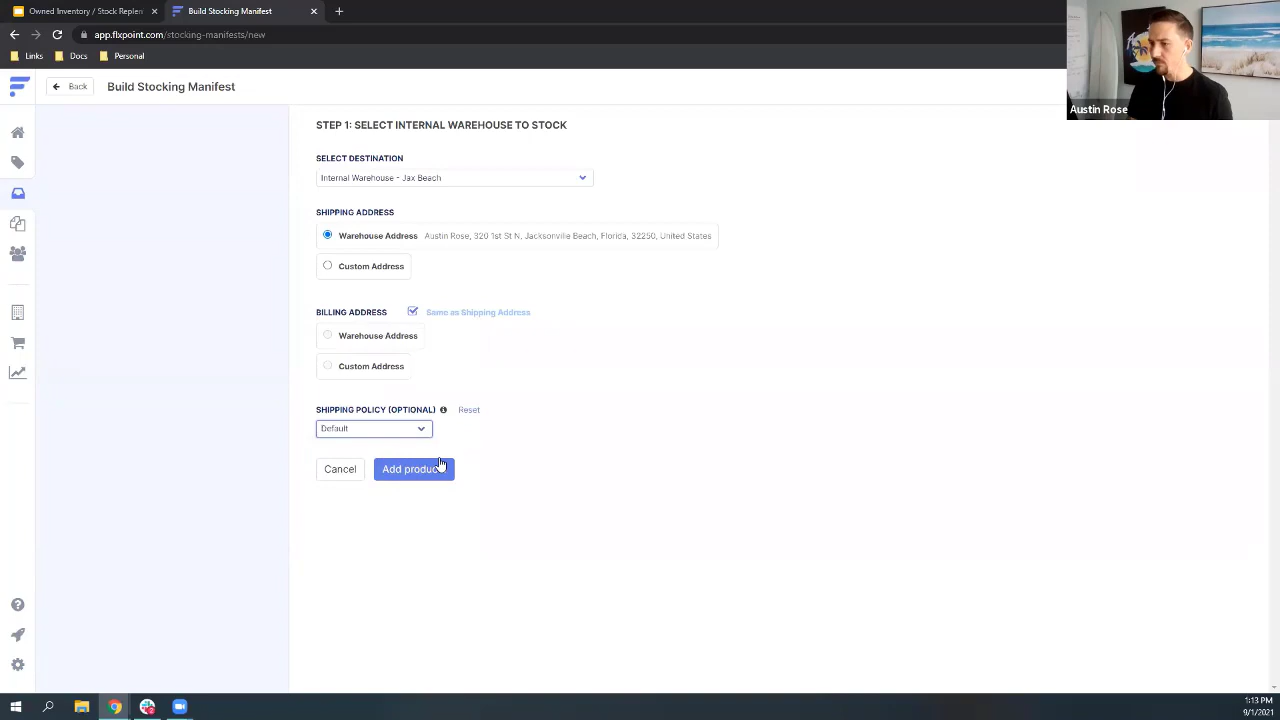 Owned Inventory / Stock Replen
Build Stocking Manifest
app.flxpoint.com/stocking-manifests/new
Links
Docs
Personal
Back
Build Stocking Manifest
Austin Rose
STEP 1: SELECT INTERNAL WAREHOUSE TO STOCK
SELECT DESTINATION
Internal Warehouse - Jax Beach
SHIPPING ADDRESS
Warehouse Address Austin Rose, 320 1st St N, Jacksonville Beach, Florida, 32250, United States
Custom Address
BILLING ADDRESS Same as Shipping Address
Warehouse Address
Custom Address
SHIPPING POLICY (OPTIONAL) Reset
Default
Cancel
Add produc
1:13 PM
9/1/2021